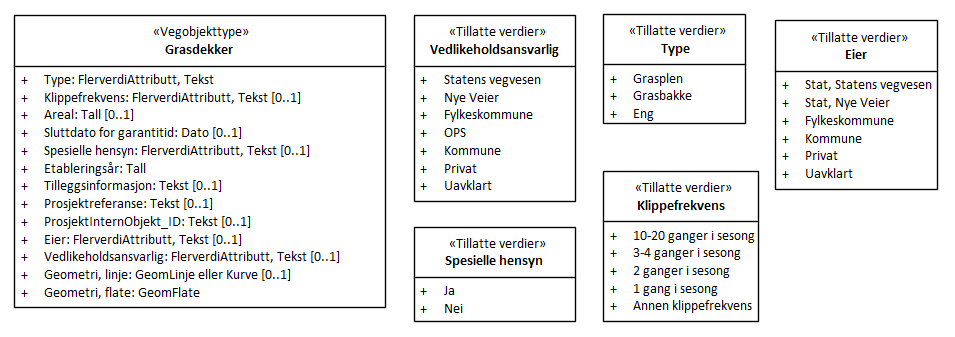 «Vegobjekttype»
Grasdekker
+ Type: FlerverdiAttributt, Tekst
+ Klippefrekvens: FlerverdiAttributt, Tekst [0..1]
+ Areal: Tall [0..1]
+ Sluttdato for garantitid: Dato [0..1]
+ Spesielle hensyn: FlerverdiAttributt, Tekst [0..1]
+ Etableringsår: Tall
+ Tilleggsinformasjon: Tekst [0..1]
+ Prosjektreferanse: Tekst [0..1]
+ ProsjektInternObjekt_ID: Tekst [0..1]
+ Eier: FlerverdiAttributt, Tekst [0..1]
+ Vedlikeholdsansvarlig: FlerverdiAttributt, Tekst [0..1]
+ Geometri, linje: GeomLinje eller Kurve [0..1]
+ Geometri, flate: GeomFlate
«Tillatte verdier»
Vedlikeholdsansvarlig
+ Statens vegvesen
+ Nye Veier
+ Fylkeskommune
+ OPS
+ Kommune
+ Privat
+ Uavklart
«Tillatte verdier»
Spesielle hensyn
+ Ja
+ Nei
«Tillatte verdier»
Type
+ Grasplen
+ Grasbakke
+ Eng
«Tillatte verdier»
Klippefrekvens
+ 10-20 ganger i sesong
+ 3-4 ganger i sesong
+ 2 ganger i sesong
+ 1 gang i sesong
+ Annen klippefrekvens
«Tillatte verdier»
Eier
+ Stat, Statens vegvesen
+ Stat, Nye Veier
+ Fylkeskommune
+ Kommune
+ Privat
+ Uavklart